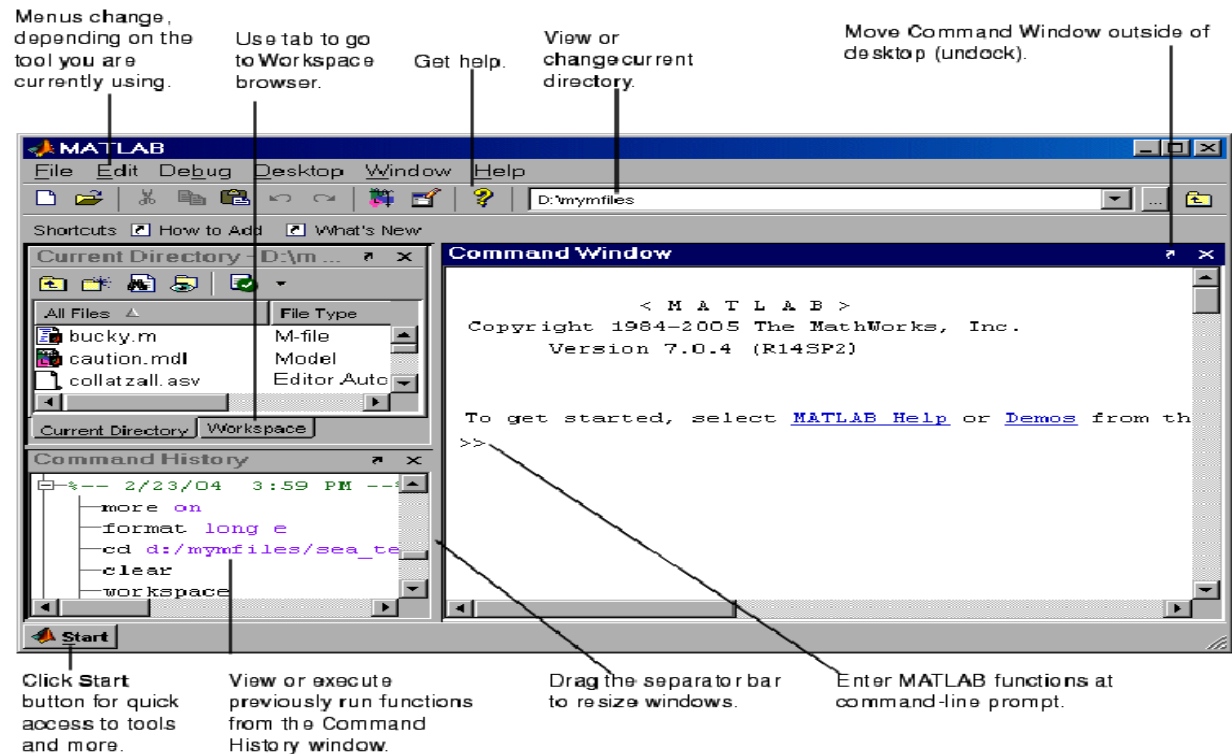 Menus change,
depending on the
tool you are
currently using.
Use tab to go
to Workspace
browser.
Get help.
View or
change current
directory.
Move Command Window outside of
desktop (undock).
MATLAB
File Edit Debug Desktop Window Help
D:\mymfiles
...
Shortcuts How to Add What's New
Current Directory - D:\m ...
All Files File Type
bucky.m M-file
caution.mdl Model
collatzall.asv Editor Auto
Current Directory Workspace
Command History
%-- 2/23/04 3:59 PM --%
more on
format long e
cd d:/mymfiles/sea_te
clear
workspace
Command Window
< M A T L A B >
Copyright 1984-2005 The MathWorks, Inc.
Version 7.0.4 (R14SP2)
To get started, select MATLAB Help or Demos from th
>>
Start
Click Start
button for quick
access to tools
and more.
View or execute
previously run functions
from the Command
History window.
Drag the separator bar
to resize windows.
Enter MATLAB functions at
command-line prompt.